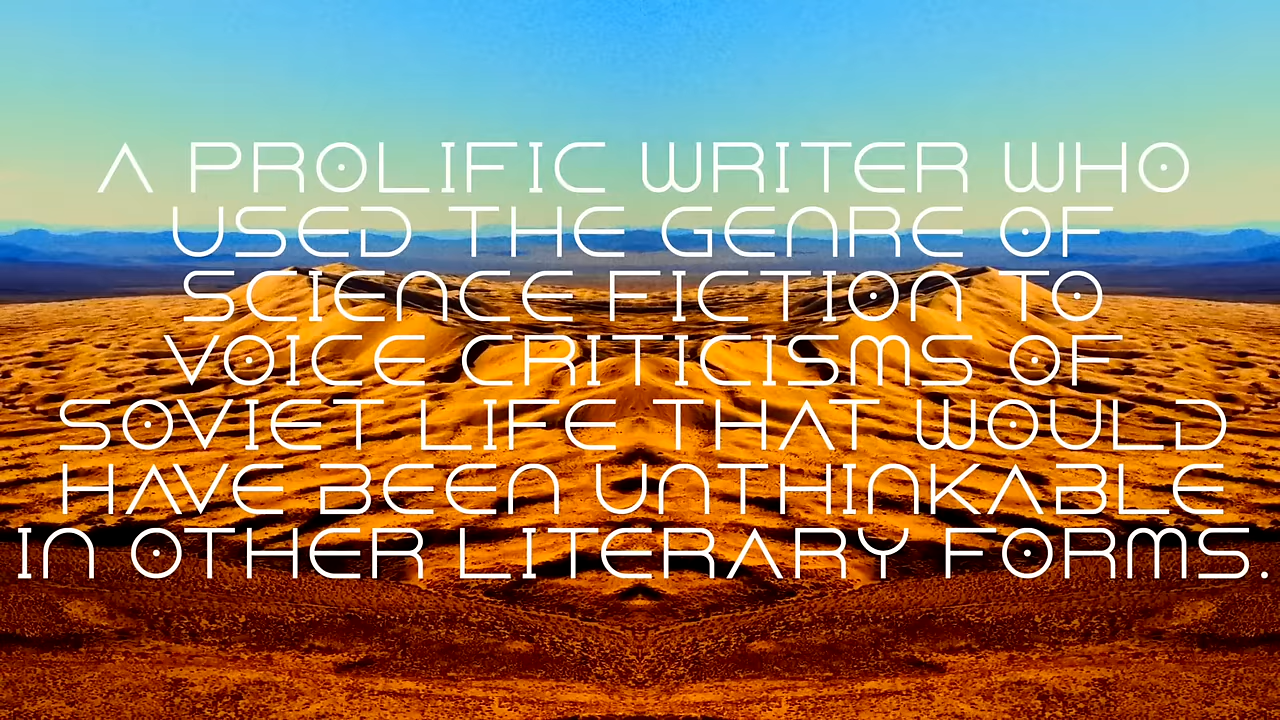 A PROLIFIC WRITER WHO
USED THE GENRE OF
SCIENCE FICTION TO
VOICE CRITICISMS OF
SOVIET LIFE THAT WOULD
HAVE BEEN UNTHINKABLE
IN OTHER LITERARY FORMS.